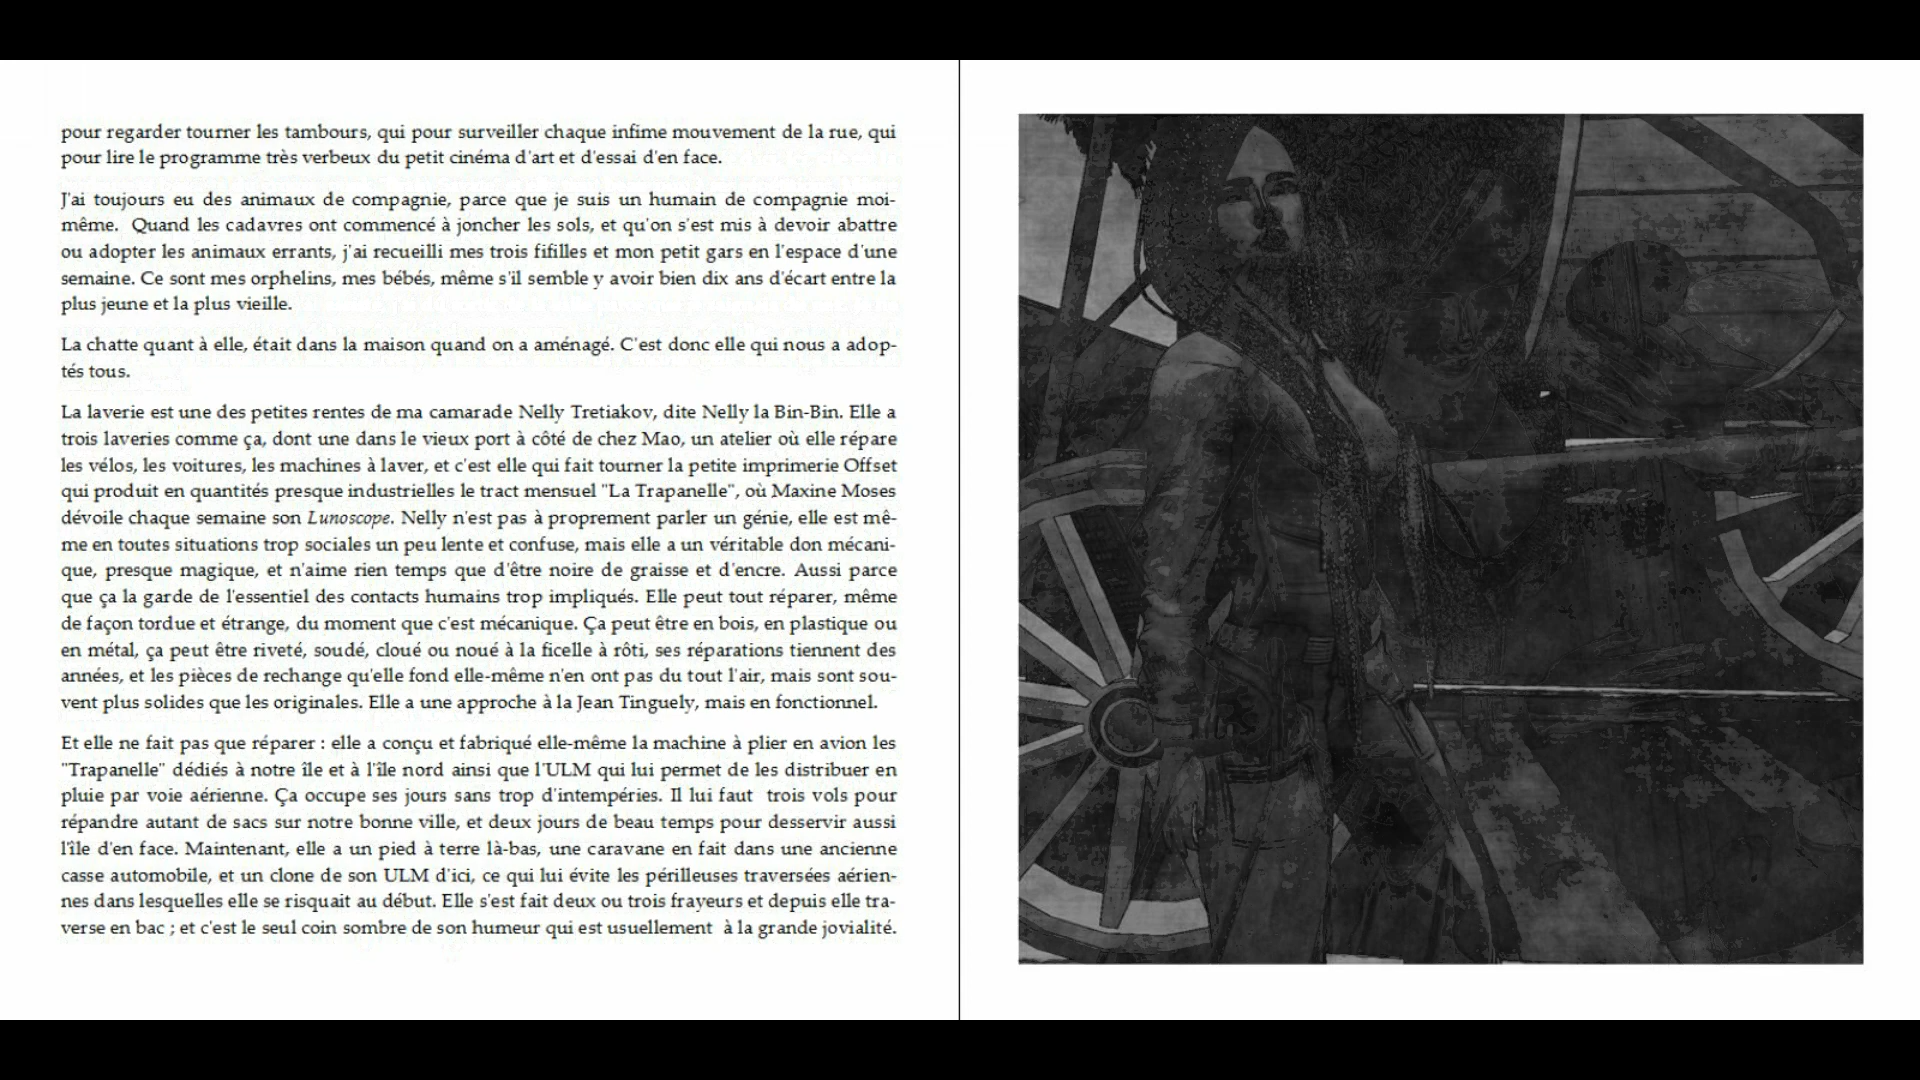 pour regarder tourner les tambours, qui pour surveiller chaque infime mouvement de la rue, qui
pour lire le programme très verbeux du petit cinéma d'art et d'essai d'en face.
J'ai toujours eu des animaux de compagnie, parce que je suis un humain de compagnie moi-
même.  Quand les cadavres ont commencé à joncher les sols, et qu'on s'est mis à devoir abattre
ou adopter les animaux errants, j'ai recueilli mes trois fifilles et mon petit gars en l'espace d'une
semaine. Ce sont mes orphelins, mes bébés, même s'il semble y avoir bien dix ans d'écart entre la
plus jeune et la plus vieille.
La chatte quant à elle, était dans la maison quand on a aménagé. C'est donc elle qui nous a adop-
tés tous.
La laverie est une des petites rentes de ma camarade Nelly Tretiakov, dite Nelly la Bin-Bin. Elle a
trois laveries comme ça, dont une dans le vieux port à côté de chez Mao, un atelier où elle répare
les vélos, les voitures, les machines à laver, et c'est elle qui fait tourner la petite imprimerie Offset
qui produit en quantités presque industrielles le tract mensuel "La Trapanelle", où Maxine Moses
dévoile chaque semaine son Lunoscope. Nelly n'est pas à proprement parler un génie, elle est mê-
me en toutes situations trop sociales un peu lente et confuse, mais elle a un véritable don mécani-
que, presque magique, et n'aime rien temps que d'être noire de graisse et d'encre. Aussi parce
que ça la garde de l'essentiel des contacts humains trop impliqués. Elle peut tout réparer, même
de façon tordue et étrange, du moment que c'est mécanique. Ça peut être en bois, en plastique ou
en métal, ça peut être riveté, soudé, cloué ou noué à la ficelle à rôti, ses réparations tiennent des
années, et les pièces de rechange qu'elle fond elle-même n'en ont pas du tout l'air, mais sont sou-
vent plus solides que les originales. Elle a une approche à la Jean Tinguely, mais en fonctionnel.
Et elle ne fait pas que réparer : elle a conçu et fabriqué elle-même la machine à plier en avion les
"Trapanelle" dédiés à notre île et à l'île nord ainsi que l'ULM qui lui permet de les distribuer en
pluie par voie aérienne. Ça occupe ses jours sans trop d'intempéries. Il lui faut  trois vols pour
répandre autant de sacs sur notre bonne ville, et deux jours de beau temps pour desservir aussi
l'île d'en face. Maintenant, elle a un pied à terre là-bas, une caravane en fait dans une ancienne
casse automobile, et un clone de son ULM d'ici, ce qui lui évite les périlleuses traversées aérien-
nes dans lesquelles elle se risquait au début. Elle s'est fait deux ou trois frayeurs et depuis elle tra-
verse en bac ; et c'est le seul coin sombre de son humeur qui est usuellement  à la grande jovialité.